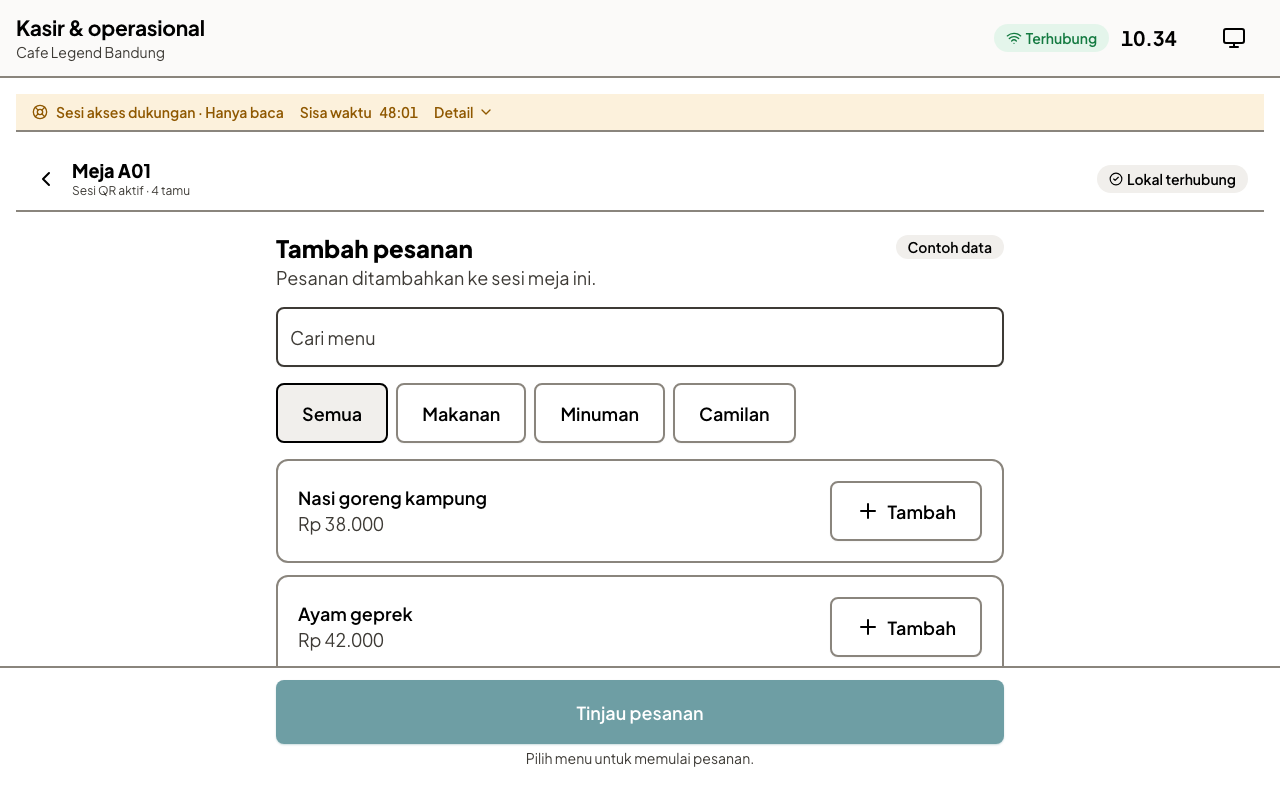 Kasir & operasional
Cafe Legend Bandung
Terhubung
10.34
Sesi akses dukungan · Hanya baca
Sisa waktu 48:01
Detail
Meja A01
Sesi QR aktif · 4 tamu
Lokal terhubung
Tambah pesanan
Contoh data
Pesanan ditambahkan ke sesi meja ini.
Cari menu
Semua
Makanan
Minuman
Camilan
Nasi goreng kampung
Rp 38.000
Tambah
Ayam geprek
Rp 42.000
Tambah
Tinjau pesanan
Pilih menu untuk memulai pesanan.